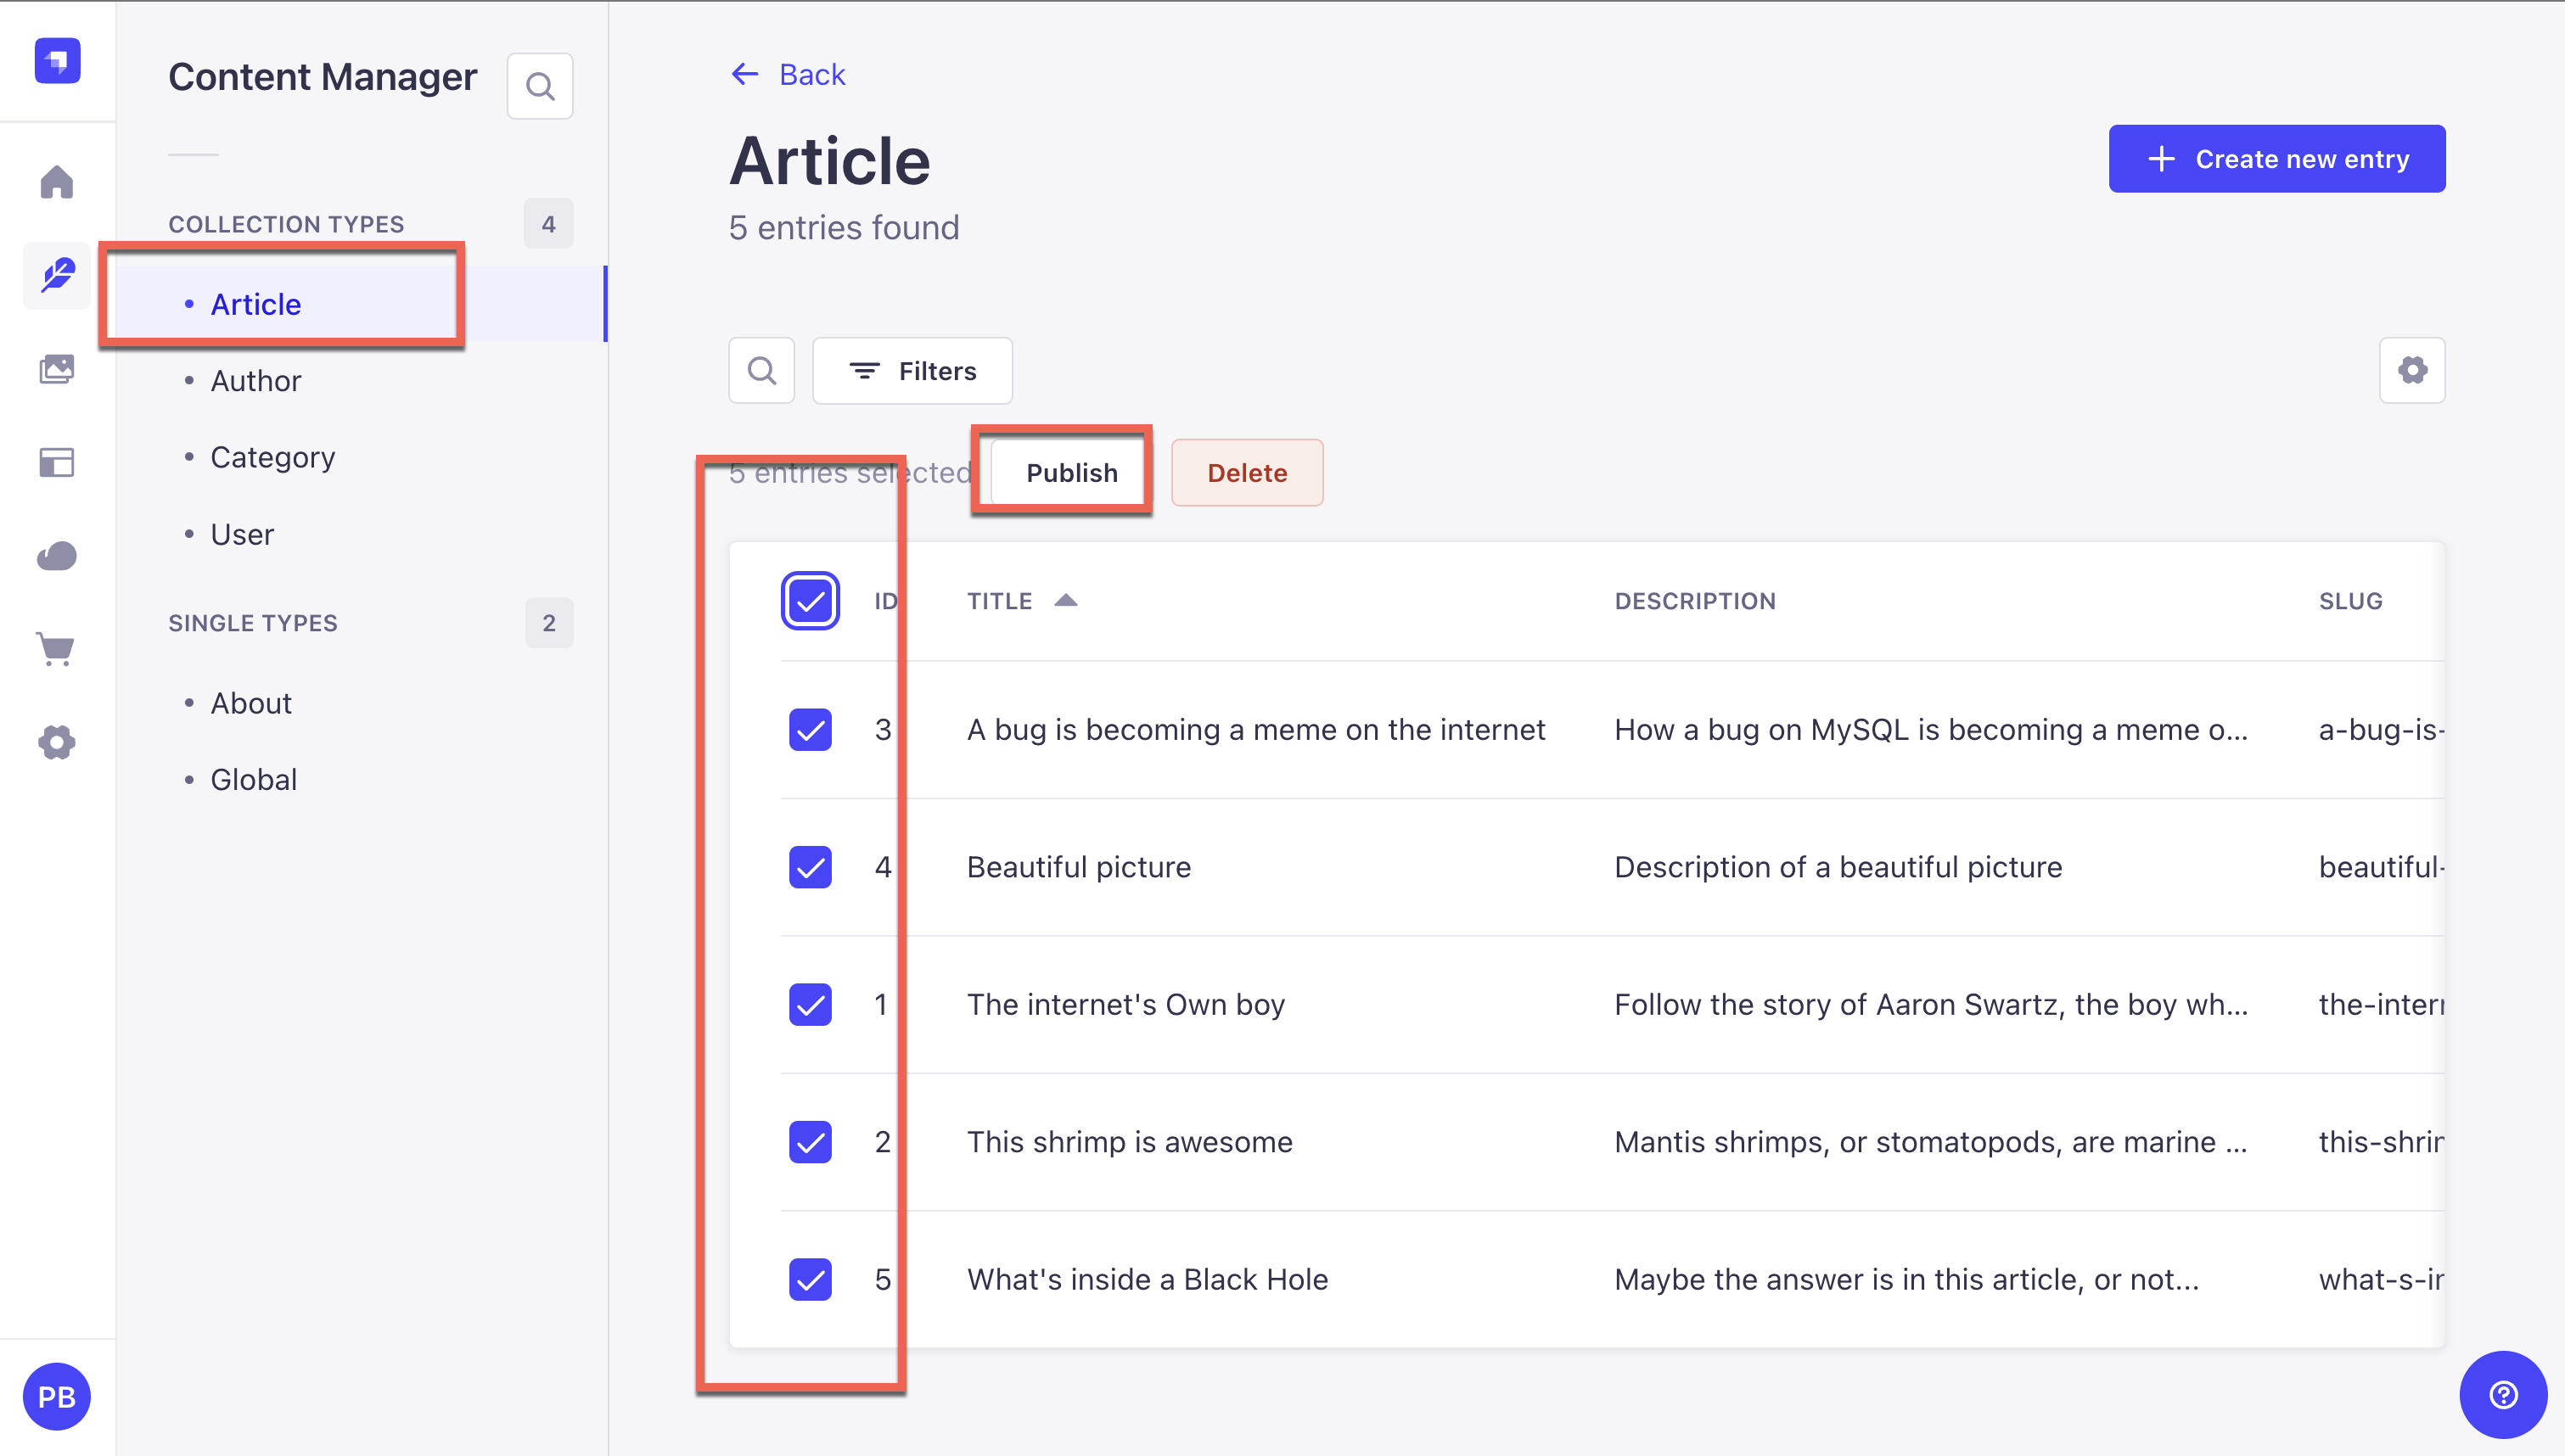 Content Manager
COLLECTION TYPES 4
Article
Author
Category
User
SINGLE TYPES 2
About
Global
PB
Back
Article
5 entries found
Create new entry
Filters
5 entries selected
Publish
Delete
ID TITLE DESCRIPTION SLUG
3 A bug is becoming a meme on the internet How a bug on MySQL is becoming a meme o... a-bug-is-
4 Beautiful picture Description of a beautiful picture beautiful-
1 The internet's Own boy Follow the story of Aaron Swartz, the boy wh... the-inter
2 This shrimp is awesome Mantis shrimps, or stomatopods, are marine ... this-shri
5 What's inside a Black Hole Maybe the answer is in this article, or not... what-s-i